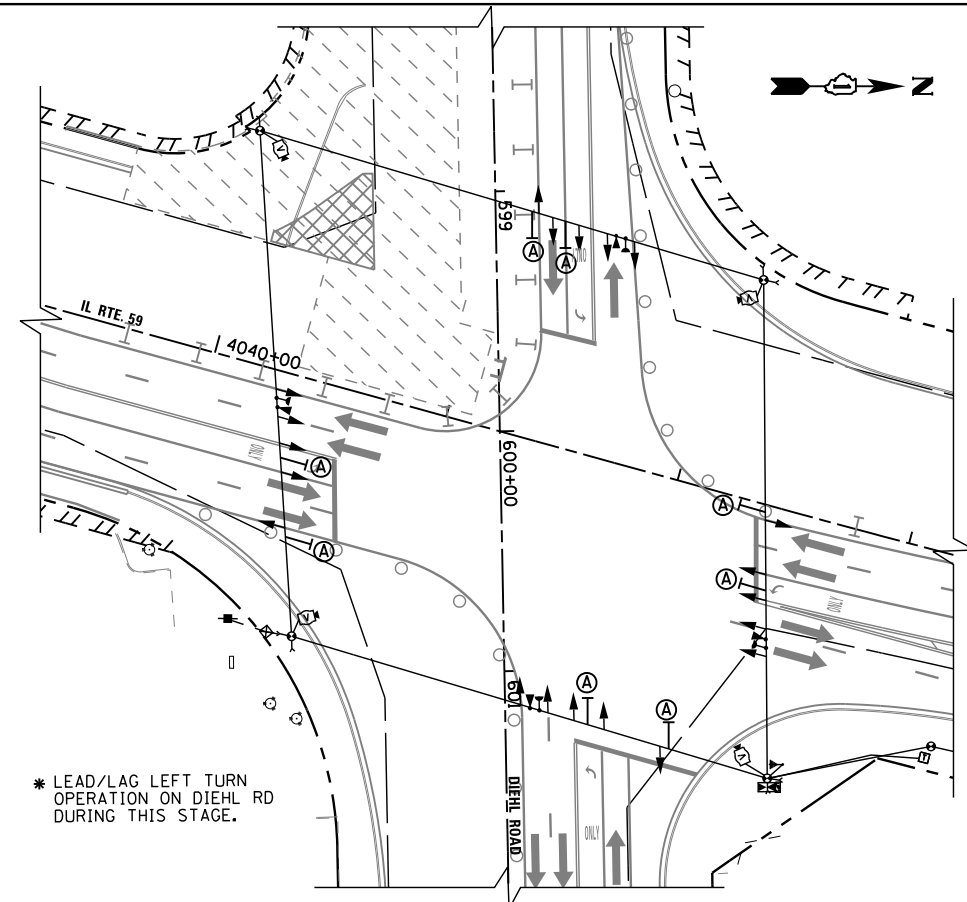 N
1
V
599
A
A
ONLY
V
IL RTE. 59
4040+00
ONLY
A
A
600+00
A
A
ONLY
V
601
A
A
V
E
* LEAD/LAG LEFT TURN
OPERATION ON DIEHL RD
DURING THIS STAGE.
DIEHL ROAD
ONLY